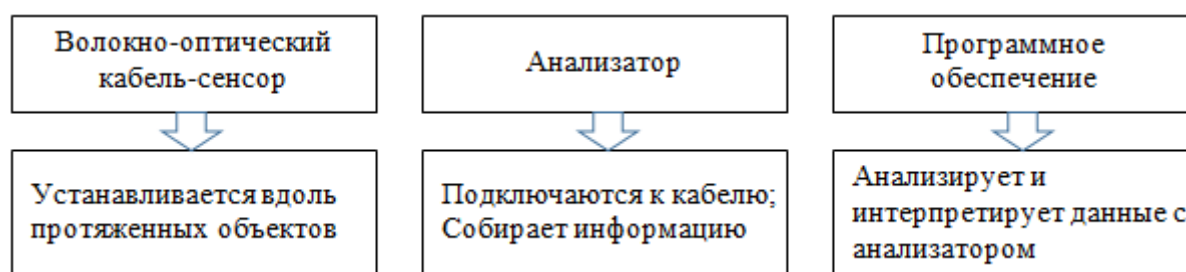 Волокно-оптический
кабель-сенсор
Анализатор
Программное
обеспечение
Устанавливается вдоль
протяженных объектов
Подключаются к кабелю;
Собирает информацию
Анализирует и
интерпретирует данные с
анализатором